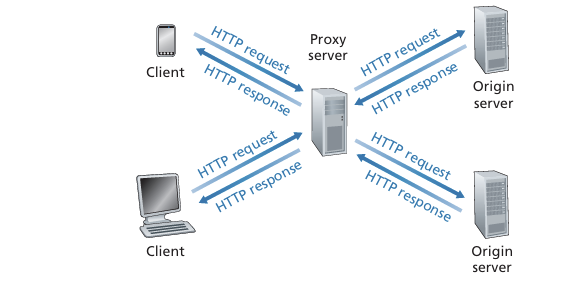 Client
HTTP request
HTTP response
Proxy
server
HTTP request
HTTP response
Origin
server
HTTP request
HTTP response
Client
HTTP request
HTTP response
Origin
server